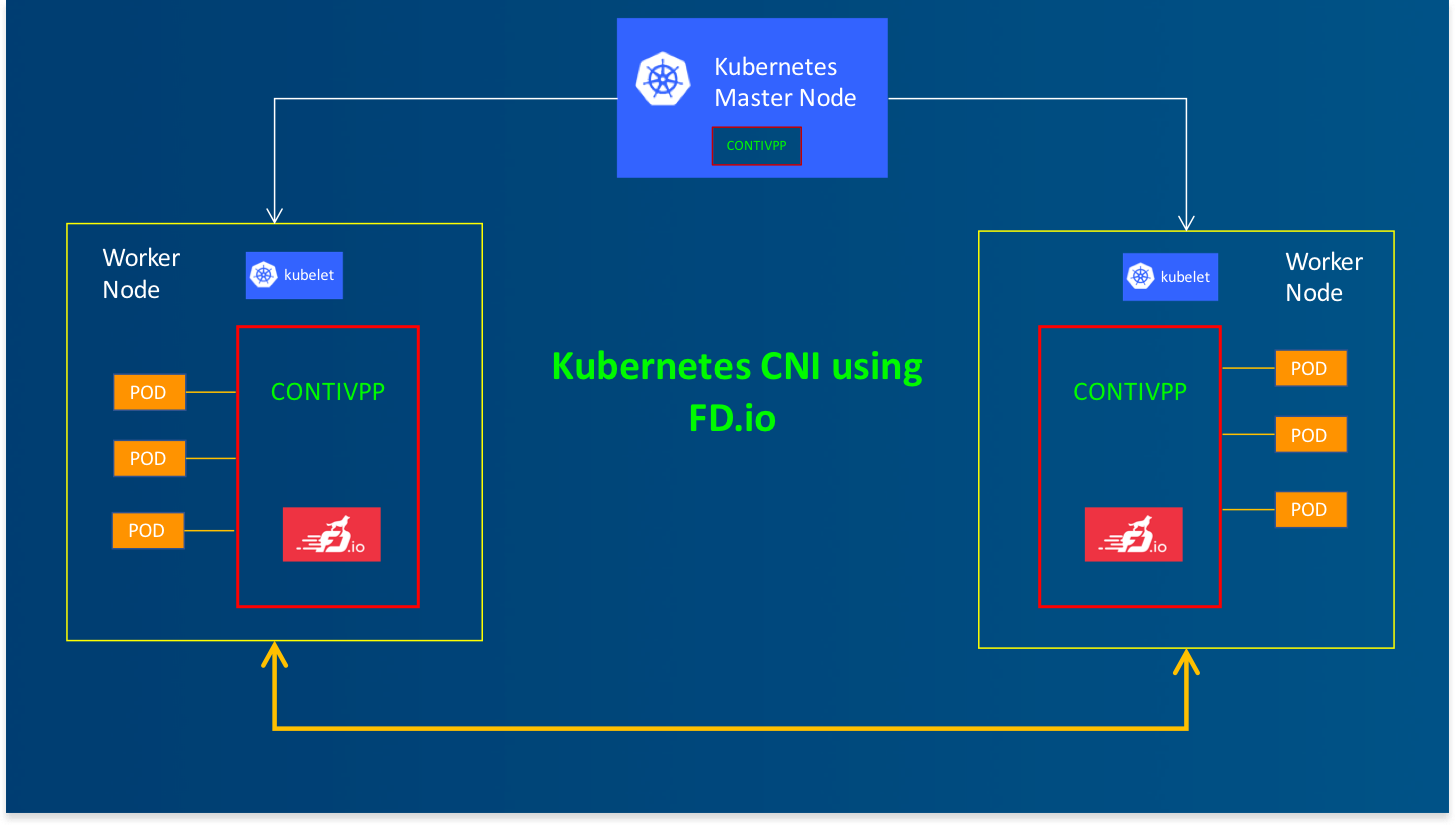 Kubernetes
Master Node
CONTIVPP
Worker
Node
kubelet
CONTIVPP
POD
POD
POD
FD.io
Kubernetes CNI using
FD.io
kubelet
Worker
Node
CONTIVPP
POD
POD
POD
FD.io